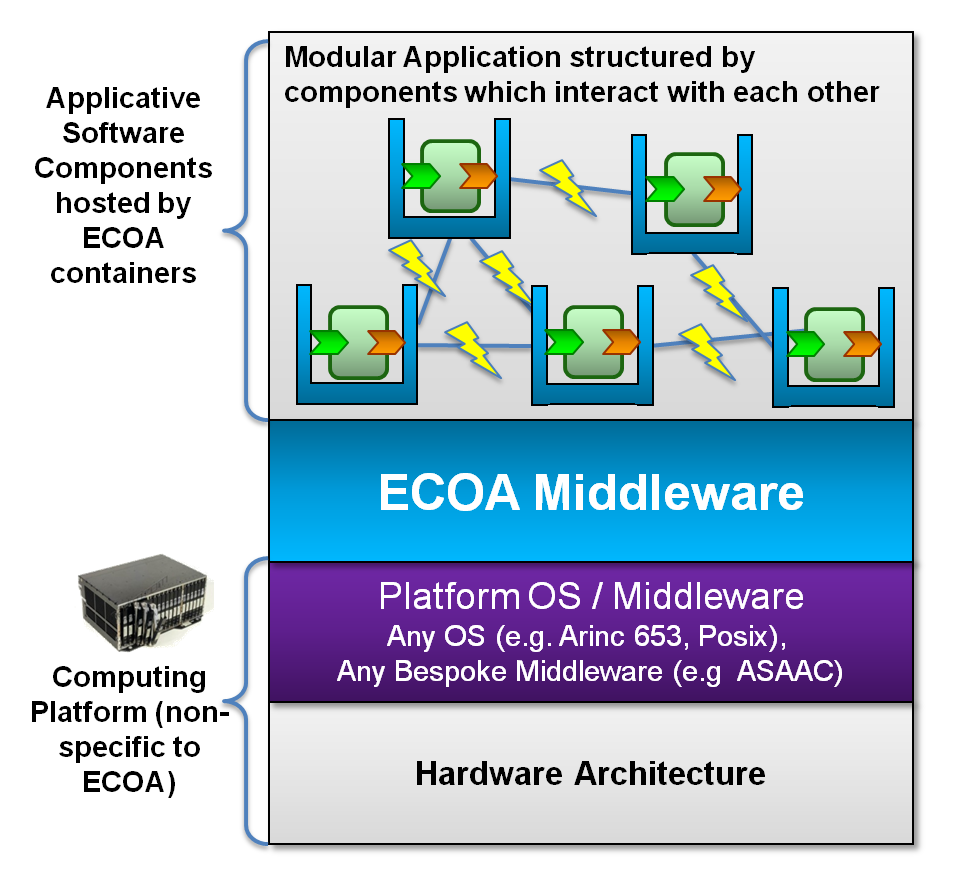 Modular Application structured by
components which interact with each other
Applicative
Software
Components
hosted by
ECOA
containers
ECOA Middleware
Platform OS / Middleware
Any OS (e.g. Arinc 653, Posix),
Any Bespoke Middleware (e.g  ASAAC)
Computing
Platform (non-
specific to
ECOA)
Hardware Architecture